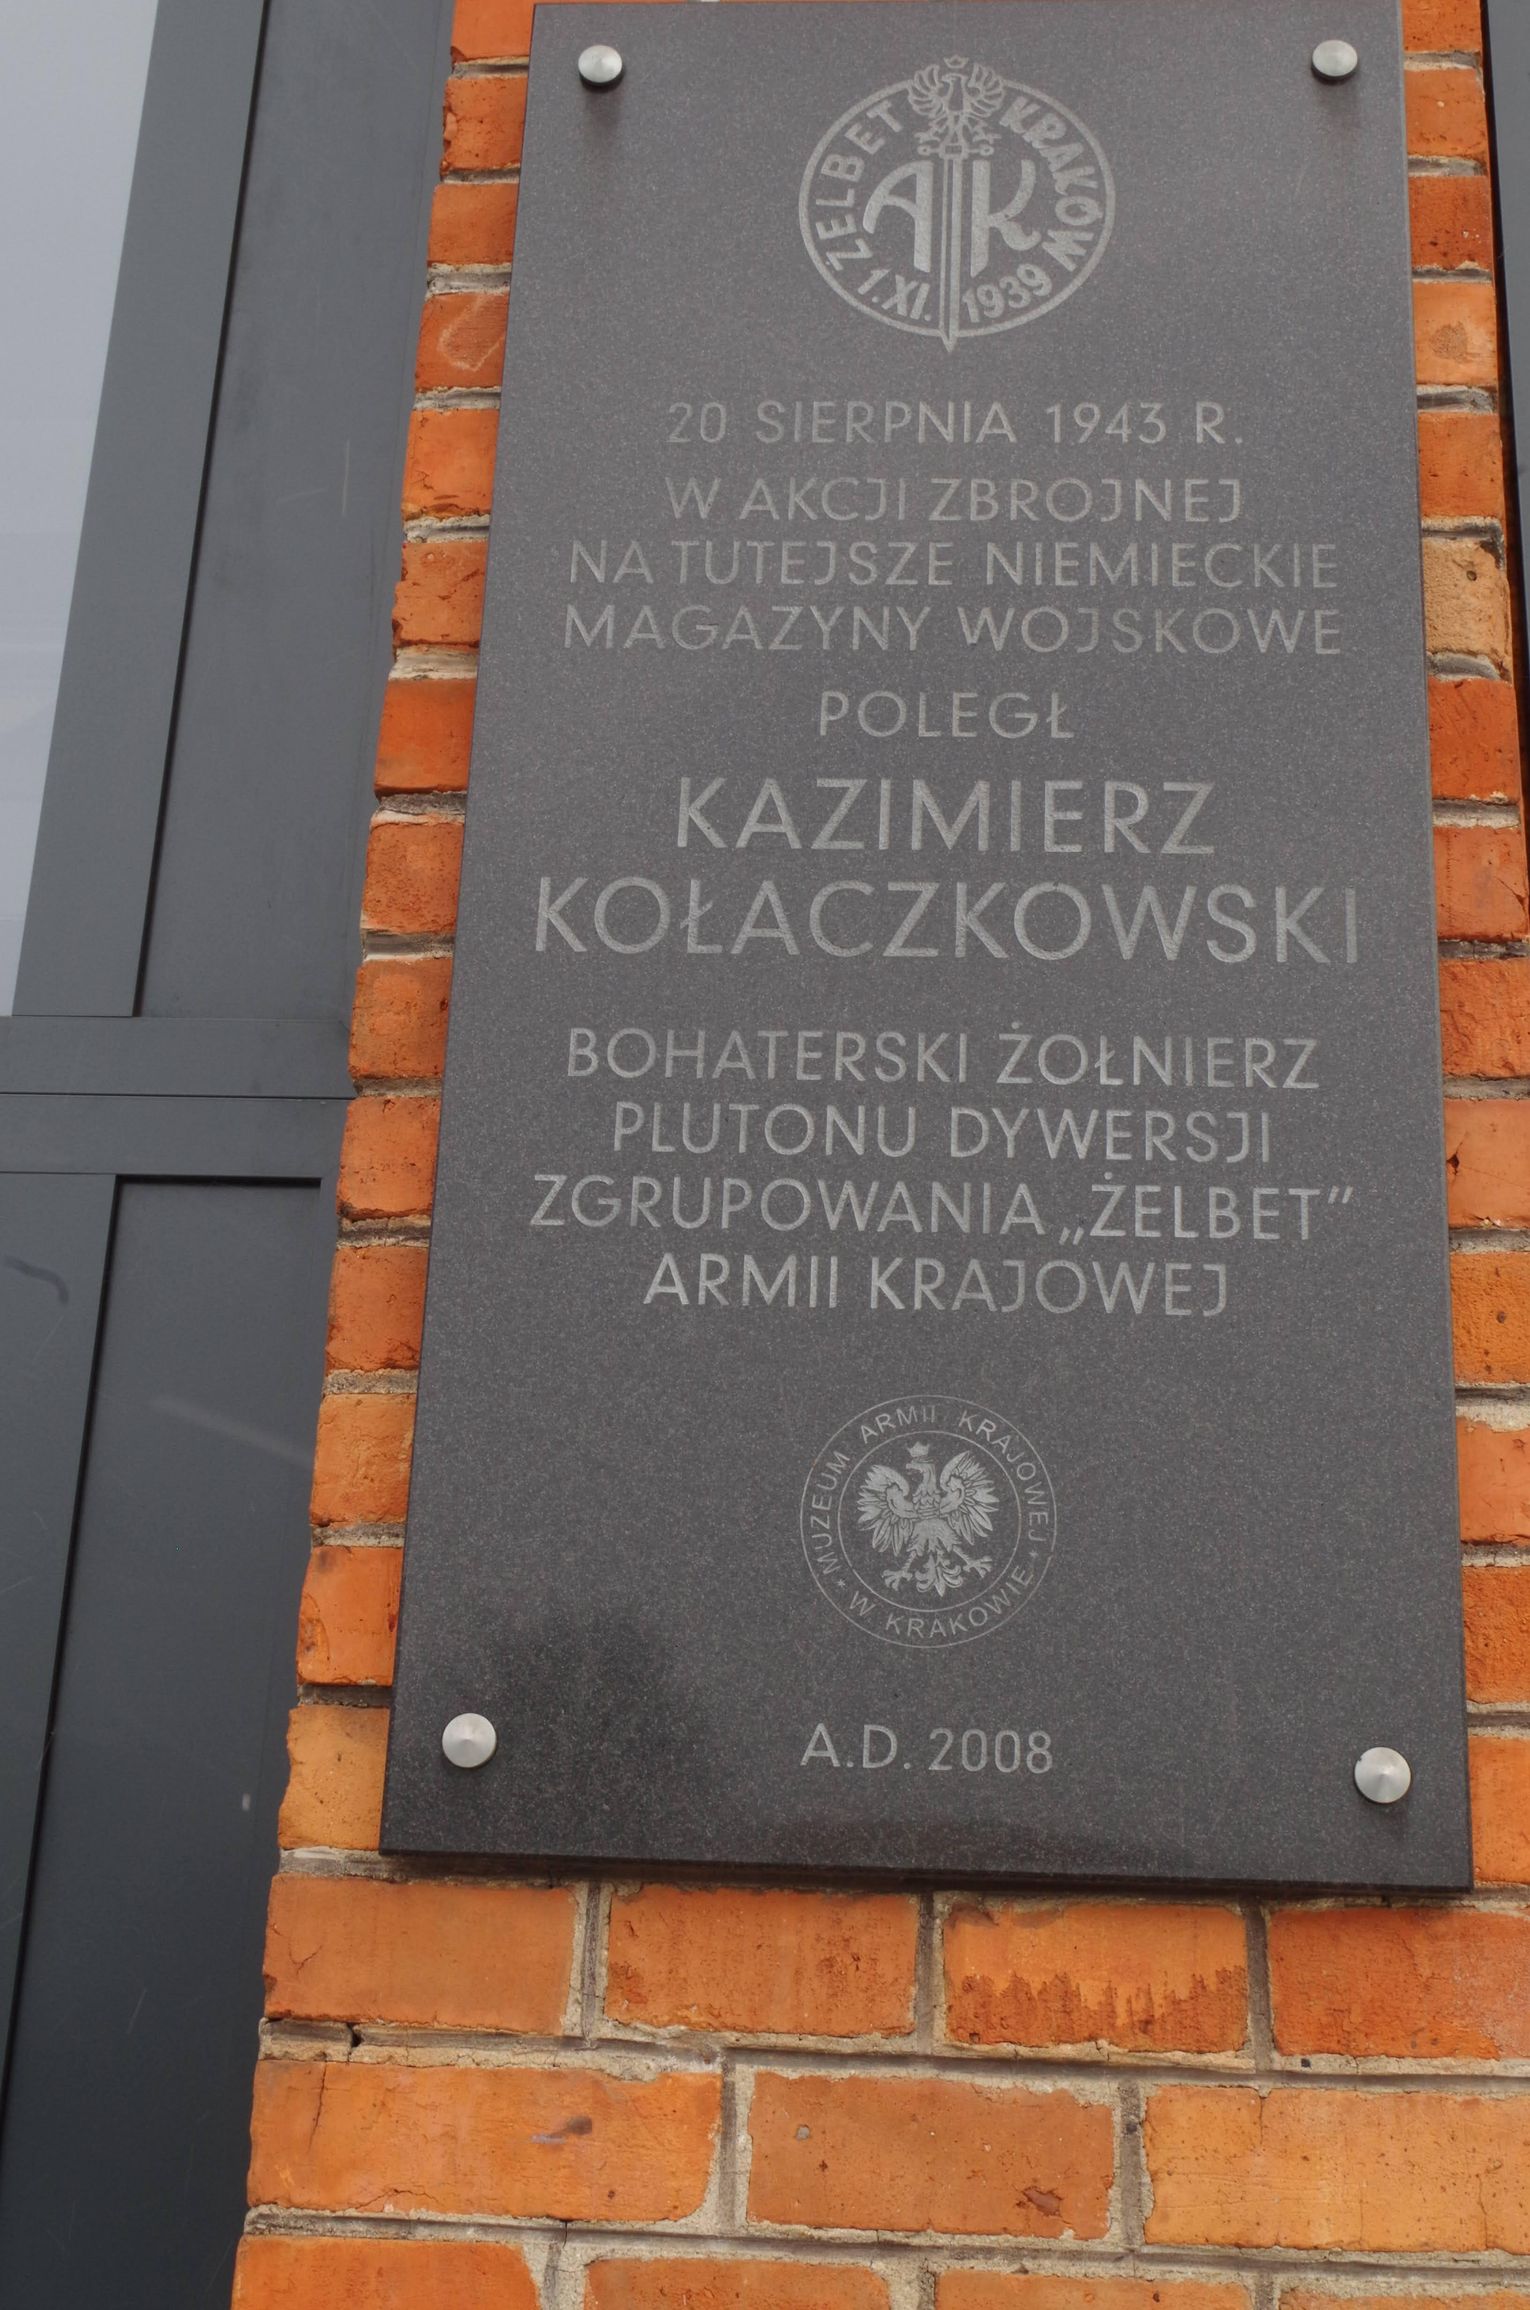 ŻELBET KRAKÓW
AK
1.XI. 1939
20 SIERPNIA 1943 R.
W AKCJI ZBROJNEJ
NA TUTEJSZE NIEMIECKIE
MAGAZYNY WOJSKOWE
POLEGŁ
KAZIMIERZ
KOŁACZKOWSKI
BOHATERSKI ŻOŁNIERZ
PLUTONU DYWERSJI
ZGRUPOWANIA „ŻELBET”
ARMII KRAJOWEJ
MUZEUM ARMII KRAJOWEJ
* W KRAKOWIE *
A.D. 2008